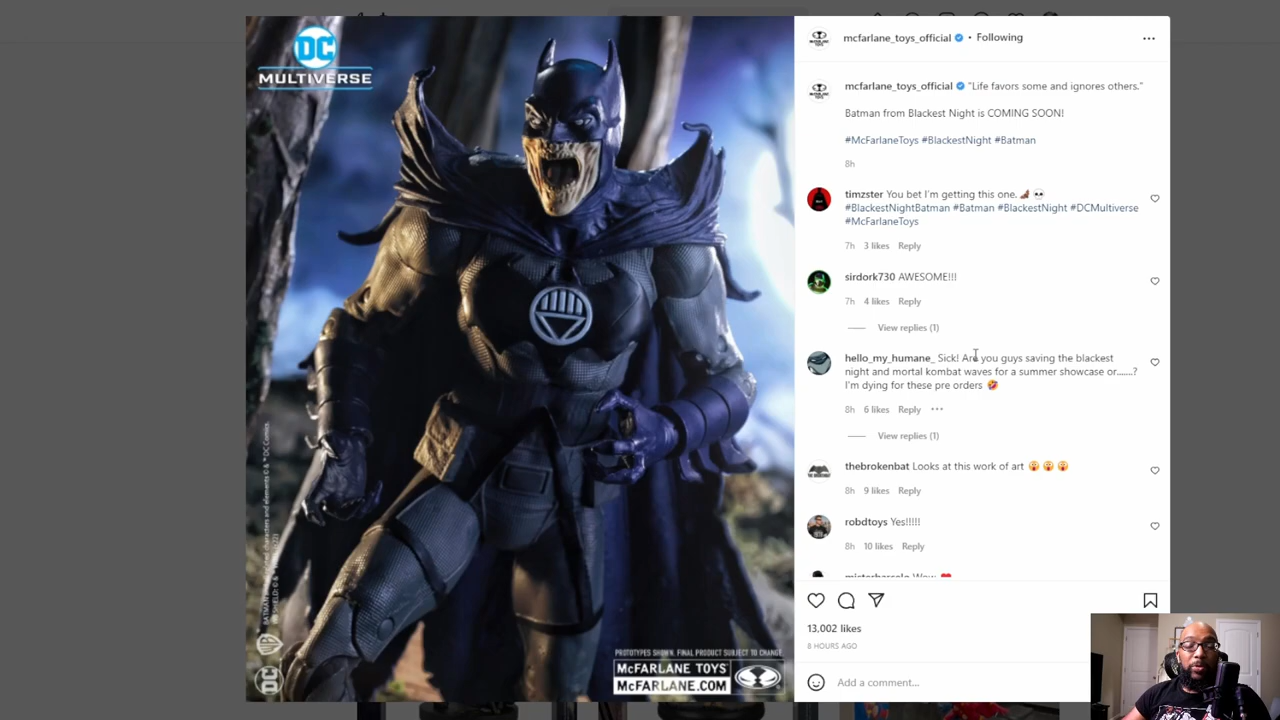 DC
MULTIVERSE
PROTOTYPES SHOWN. FINAL PRODUCT SUBJECT TO CHANGE.
McFARLANE TOYS
McFARLANE.COM
mcfarlane_toys_official • Following
mcfarlane_toys_official "Life favors some and ignores others."
Batman from Blackest Night is COMING SOON!
#McFarlaneToys #BlackestNight #Batman
8h
timzster You bet I'm getting this one.
#BlackestNightBatman #Batman #BlackestNight #DCMultiverse
#McFarlaneToys
7h 3 likes Reply
sirdork730 AWESOME!!!
7h 4 likes Reply
View replies (1)
hello_my_humane_ Sick! Are you guys saving the blackest
night and mortal kombat waves for a summer showcase or.......?
I'm dying for these pre orders 🤣
8h 6 likes Reply
View replies (1)
thebrokenbat Looks at this work of art 😱 😱 😱
8h 9 likes Reply
robdtoys Yes!!!!!
8h 10 likes Reply
13,002 likes
8 HOURS AGO
Add a comment...